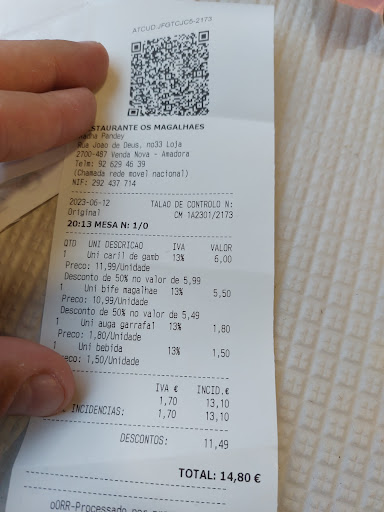 ATCUD:JFGTCJC5-2173
RESTAURANTE OS MAGALHAES
Radha Pandey
Rua Joao de Deus, no33 Loja
2700-487 Venda Nova - Amadora
Telm: 92 629 46 39
(Chamada rede movel nacional)
NIF: 292 437 714
2023-06-12 TALAO DE CONTROLO N:
Original CM 1A2301/2173
20:13 MESA N: 1/0
QTD UNI DESCRICAO IVA VALOR
1 Uni caril de gamb 13% 6,00
Preco: 11,99/Unidade
Desconto de 50% no valor de 5,99
1 Uni bife magalhae 13% 5,50
Preco: 10,99/Unidade
Desconto de 50% no valor de 5,49
1 Uni auga garrafal 13% 1,80
Preco: 1,80/Unidade
1 Uni bebida 13% 1,50
Preco: 1,50/Unidade
IVA € INCID.€
1,70 13,10
INCIDENCIAS: 1,70 13,10
DESCONTOS: 11,49
TOTAL: 14,80 €
oORR-Processado por